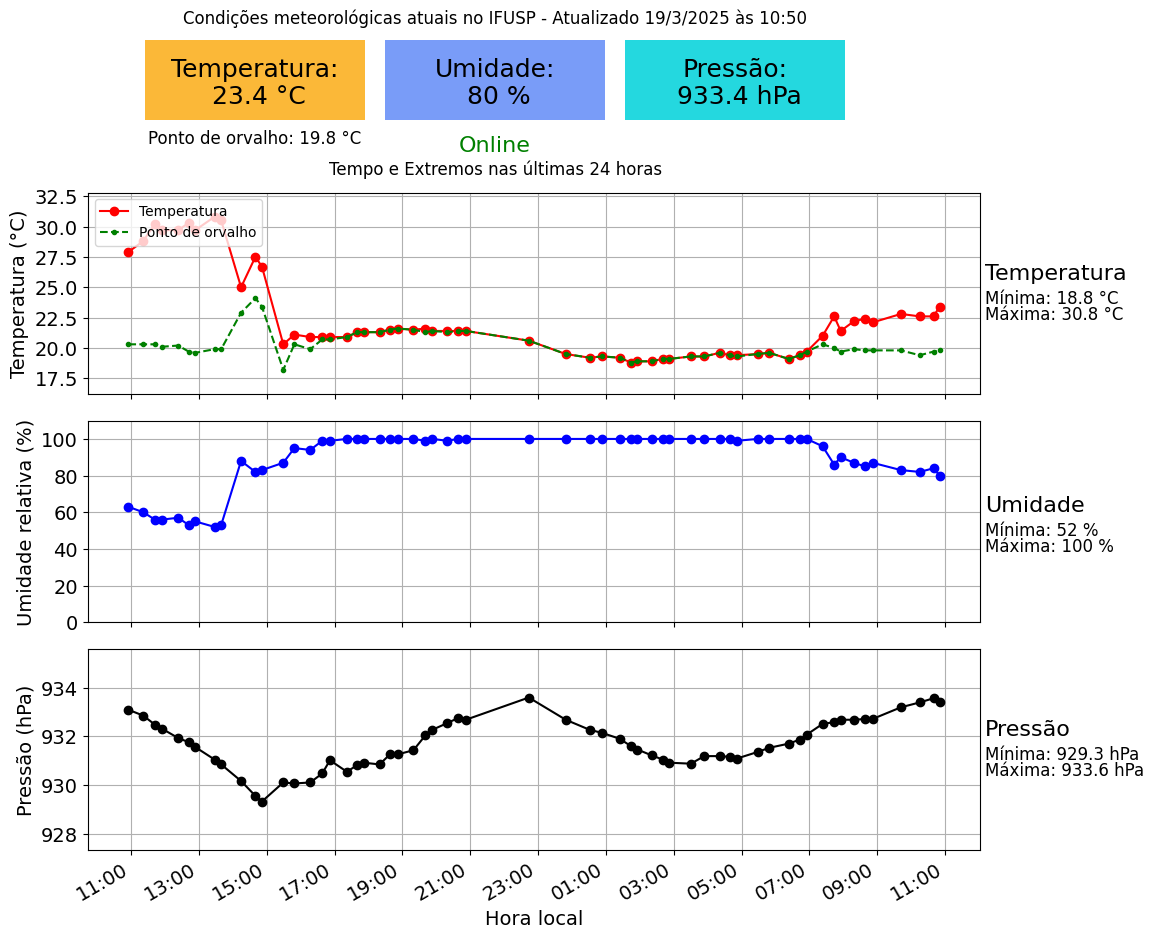 Condições meteorológicas atuais no IFUSP - Atualizado 19/3/2025 às 10:50
Temperatura:
23.4 °C
Umidade:
80 %
Pressão:
933.4 hPa
Ponto de orvalho: 19.8 °C
Online
Tempo e Extremos nas últimas 24 horas
Temperatura (°C)
32.5
30.0
27.5
25.0
22.5
20.0
17.5
Temperatura
Ponto de orvalho
Temperatura
Mínima: 18.8 °C
Máxima: 30.8 °C
Umidade relativa (%)
100
80
60
40
20
0
Umidade
Mínima: 52 %
Máxima: 100 %
Pressão (hPa)
934
932
930
928
Pressão
Mínima: 929.3 hPa
Máxima: 933.6 hPa
11:00
13:00
15:00
17:00
19:00
21:00
23:00
01:00
03:00
05:00
07:00
09:00
11:00
Hora local